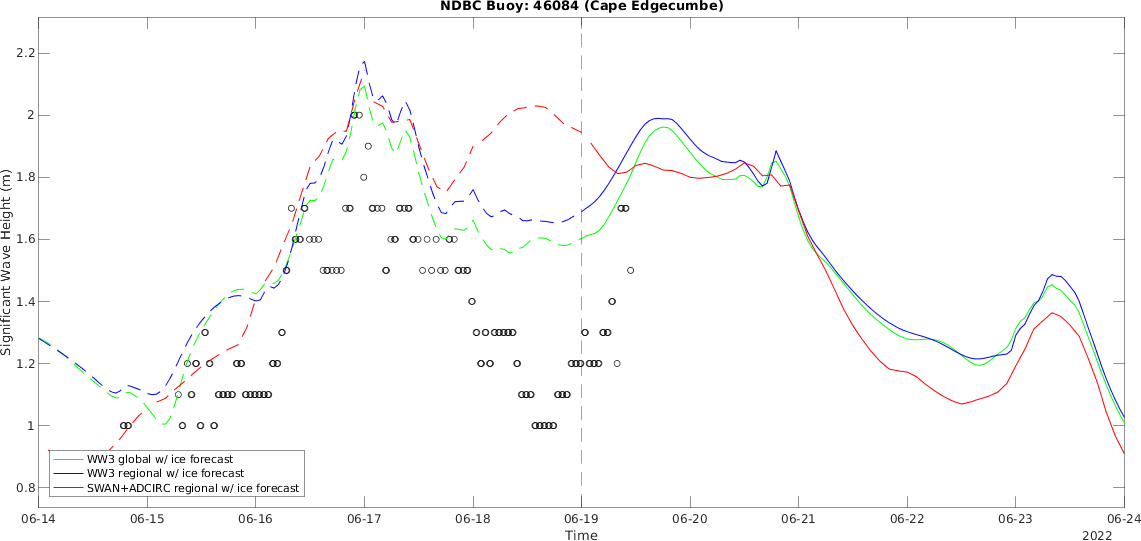 NDBC Buoy: 46084 (Cape Edgecumbe)
Significant Wave Height (m)
2.2
2
1.8
1.6
1.4
1.2
1
0.8
WW3 global w/ ice forecast
WW3 regional w/ ice forecast
SWAN+ADCIRC regional w/ ice forecast
06-14 06-15 06-16 06-17 06-18 06-19 06-20 06-21 06-22 06-23 06-24
Time
2022